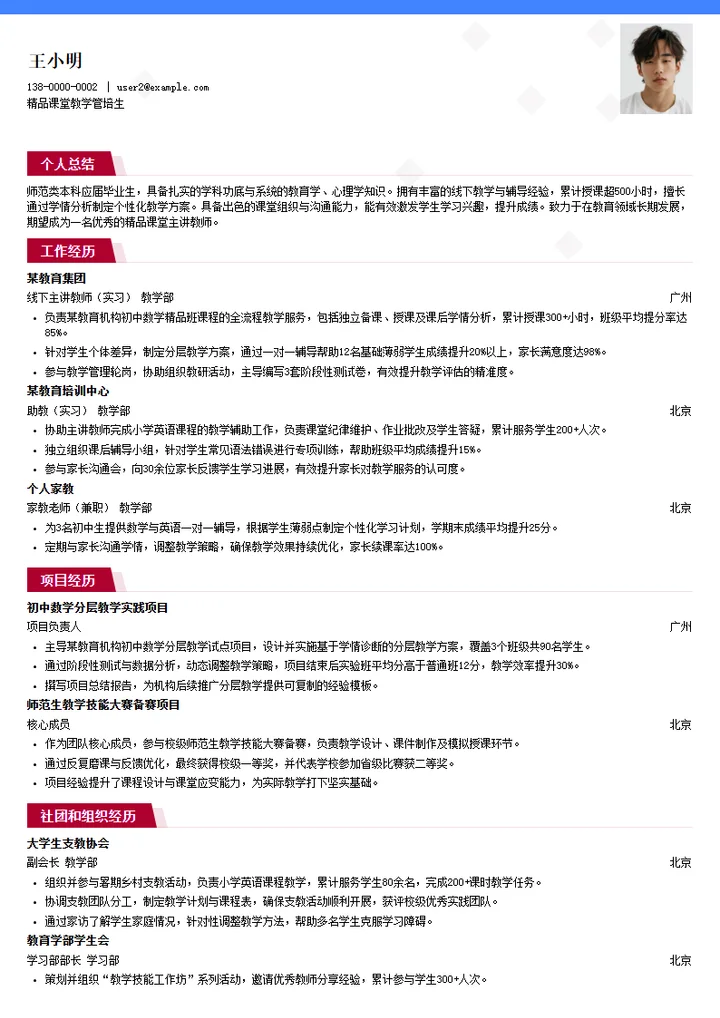 王小明
138-0000-0002 | user2@example.com
精品课堂教学管培生
个人总结
师范类本科应届毕业生，具备扎实的学科功底与系统的教育学、心理学知识。拥有丰富的线下教学与辅导经验，累计授课超500小时，擅长
通过学情分析制定个性化教学方案。具备出色的课堂组织与沟通能力，能有效激发学生学习兴趣，提升成绩。致力于在教育领域长期发展，
期望成为一名优秀的精品课堂主讲教师。
工作经历
某教育集团
线下主讲教师（实习） 教学部 广州
• 负责某教育机构初中数学精品班课程的全流程教学服务，包括独立备课、授课及课后学情分析，累计授课300+小时，班级平均提分率达
85%。
• 针对学生个体差异，制定分层教学方案，通过一对一辅导帮助12名基础薄弱学生成绩提升20%以上，家长满意度达98%。
• 参与教学管理轮岗，协助组织教研活动，主导编写3套阶段性测试卷，有效提升教学评估的精准度。
某教育培训中心
助教（实习） 教学部 北京
• 协助主讲教师完成小学英语课程的教学辅助工作，负责课堂纪律维护、作业批改及学生答疑，累计服务学生200+人次。
• 独立组织课后辅导小组，针对学生常见语法错误进行专项训练，帮助班级平均成绩提升15%。
• 参与家长沟通会，向30余位家长反馈学生学习进展，有效提升家长对教学服务的认可度。
个人家教
家教老师（兼职） 教学部 北京
• 为3名初中生提供数学与英语一对一辅导，根据学生薄弱点制定个性化学习计划，学期末成绩平均提升25分。
• 定期与家长沟通学情，调整教学策略，确保教学效果持续优化，家长续课率达100%。
项目经历
初中数学分层教学实践项目
项目负责人 广州
• 主导某教育机构初中数学分层教学试点项目，设计并实施基于学情诊断的分层教学方案，覆盖3个班级共90名学生。
• 通过阶段性测试与数据分析，动态调整教学策略，项目结束后实验班平均分高于普通班12分，教学效率提升30%。
• 撰写项目总结报告，为机构后续推广分层教学提供可复制的经验模板。
师范生教学技能大赛备赛项目
核心成员 北京
• 作为团队核心成员，参与校级师范生教学技能大赛备赛，负责教学设计、课件制作及模拟授课环节。
• 通过反复磨课与反馈优化，最终获得校级一等奖，并代表学校参加省级比赛获二等奖。
• 项目经验提升了课程设计与课堂应变能力，为实际教学打下坚实基础。
社团和组织经历
大学生支教协会
副会长 教学部 北京
• 组织并参与暑期乡村支教活动，负责小学英语课程教学，累计服务学生80余名，完成200+课时教学任务。
• 协调支教团队分工，制定教学计划与课程表，确保支教活动顺利开展，获评校级优秀实践团队。
• 通过家访了解学生家庭情况，针对性调整教学方法，帮助多名学生克服学习障碍。
教育学部学生会
学习部部长 学习部 北京
• 策划并组织“教学技能工作坊”系列活动，邀请优秀教师分享经验，累计参与学生300+人次。